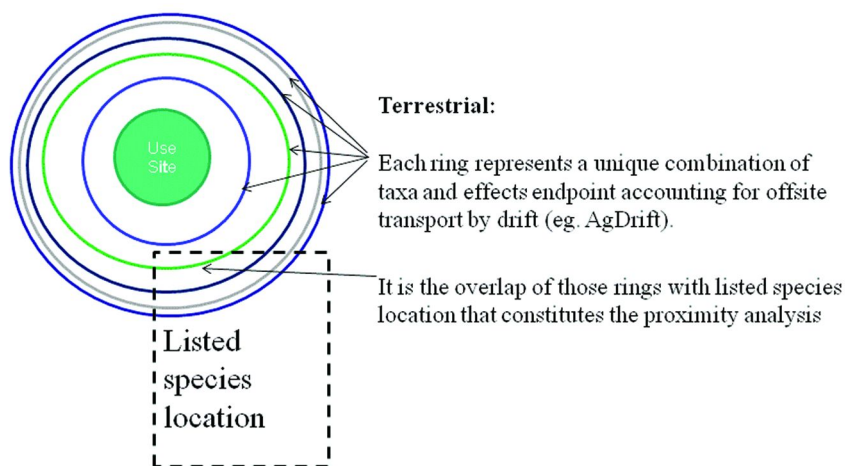 Use
Site
Terrestrial:
Each ring represents a unique combination of
taxa and effects endpoint accounting for offsite
transport by drift (eg. AgDrift).
It is the overlap of those rings with listed species
location that constitutes the proximity analysis
Listed
species
location